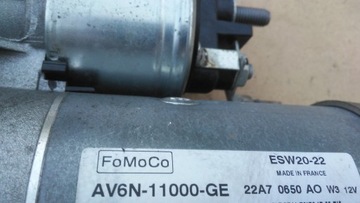 FoMoCo
ESW20-22
MADE IN FRANCE
AV6N-11000-GE 22A7 0650 AO W3 12V